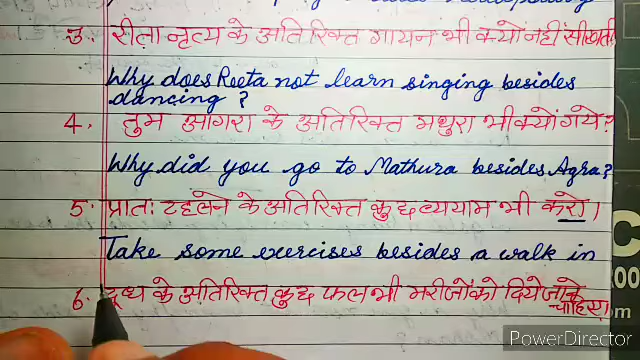 3. रीता नृत्य के अतिरिक्त गायन भी क्यों नहीं सीखती
Why does Reeta not learn singing besides
dancing ?
4. तुम आगरा के अतिरिक्त मथुरा भी क्यों गये?
Why did you go to Mathura besides Agra?
5. प्रातः टहलने के अतिरिक्त कुछ व्ययाम भी करो।
Take some exercises besides a walk in
6. दूध के अतिरिक्त कुछ फल भी मरीजों को दिये जाने
चाहिए।
PowerDirector